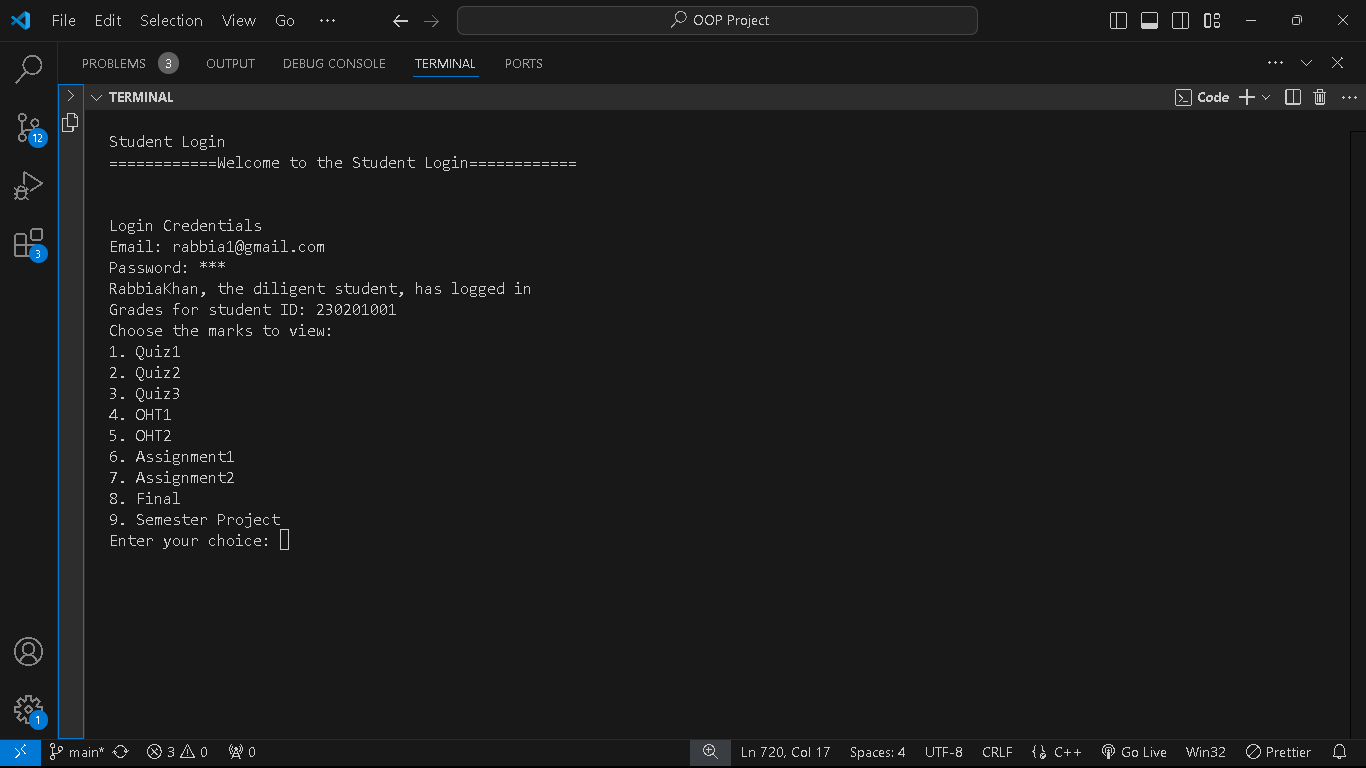 File Edit Selection View Go ··· OOP Project
PROBLEMS 3 OUTPUT DEBUG CONSOLE TERMINAL PORTS
TERMINAL Code
12
3
1
Student Login
============Welcome to the Student Login============
Login Credentials
Email: rabbia1@gmail.com
Password: ***
RabbiaKhan, the diligent student, has logged in
Grades for student ID: 230201001
Choose the marks to view:
1. Quiz1
2. Quiz2
3. Quiz3
4. OHT1
5. OHT2
6. Assignment1
7. Assignment2
8. Final
9. Semester Project
Enter your choice:
main* 3 0 0 Ln 720, Col 17 Spaces: 4 UTF-8 CRLF {} C++ Go Live Win32 Prettier